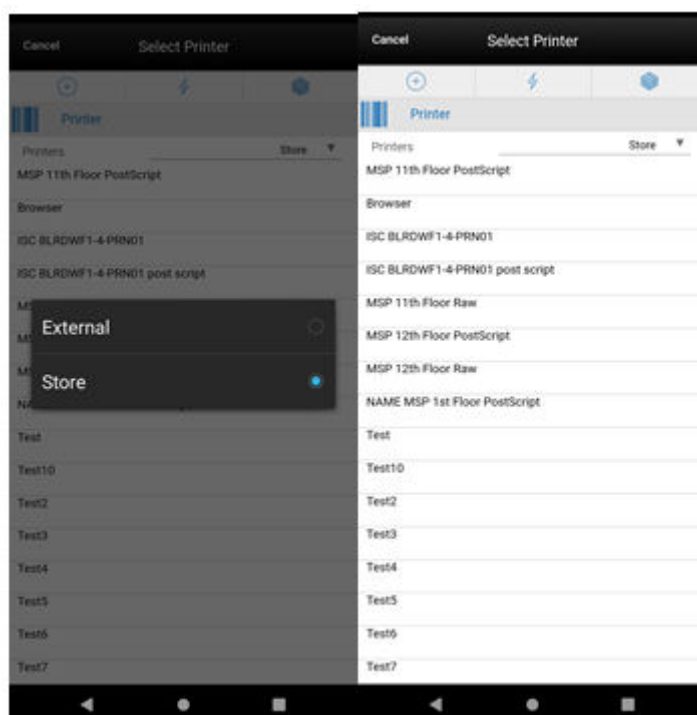 Cancel Select Printer
Printer
Printers Store
MSP 11th Floor PostScript
Browser
ISC BLRDWF1-4-PRN01
ISC BLRDWF1-4-PRN01 post script
External
Store
Test
Test10
Test2
Test3
Test4
Test5
Test6
Test7
Cancel Select Printer
Printer
Printers Store
MSP 11th Floor PostScript
Browser
ISC BLRDWF1-4-PRN01
ISC BLRDWF1-4-PRN01 post script
MSP 11th Floor Raw
MSP 12th Floor PostScript
MSP 12th Floor Raw
NAME MSP 1st Floor PostScript
Test
Test10
Test2
Test3
Test4
Test5
Test6
Test7